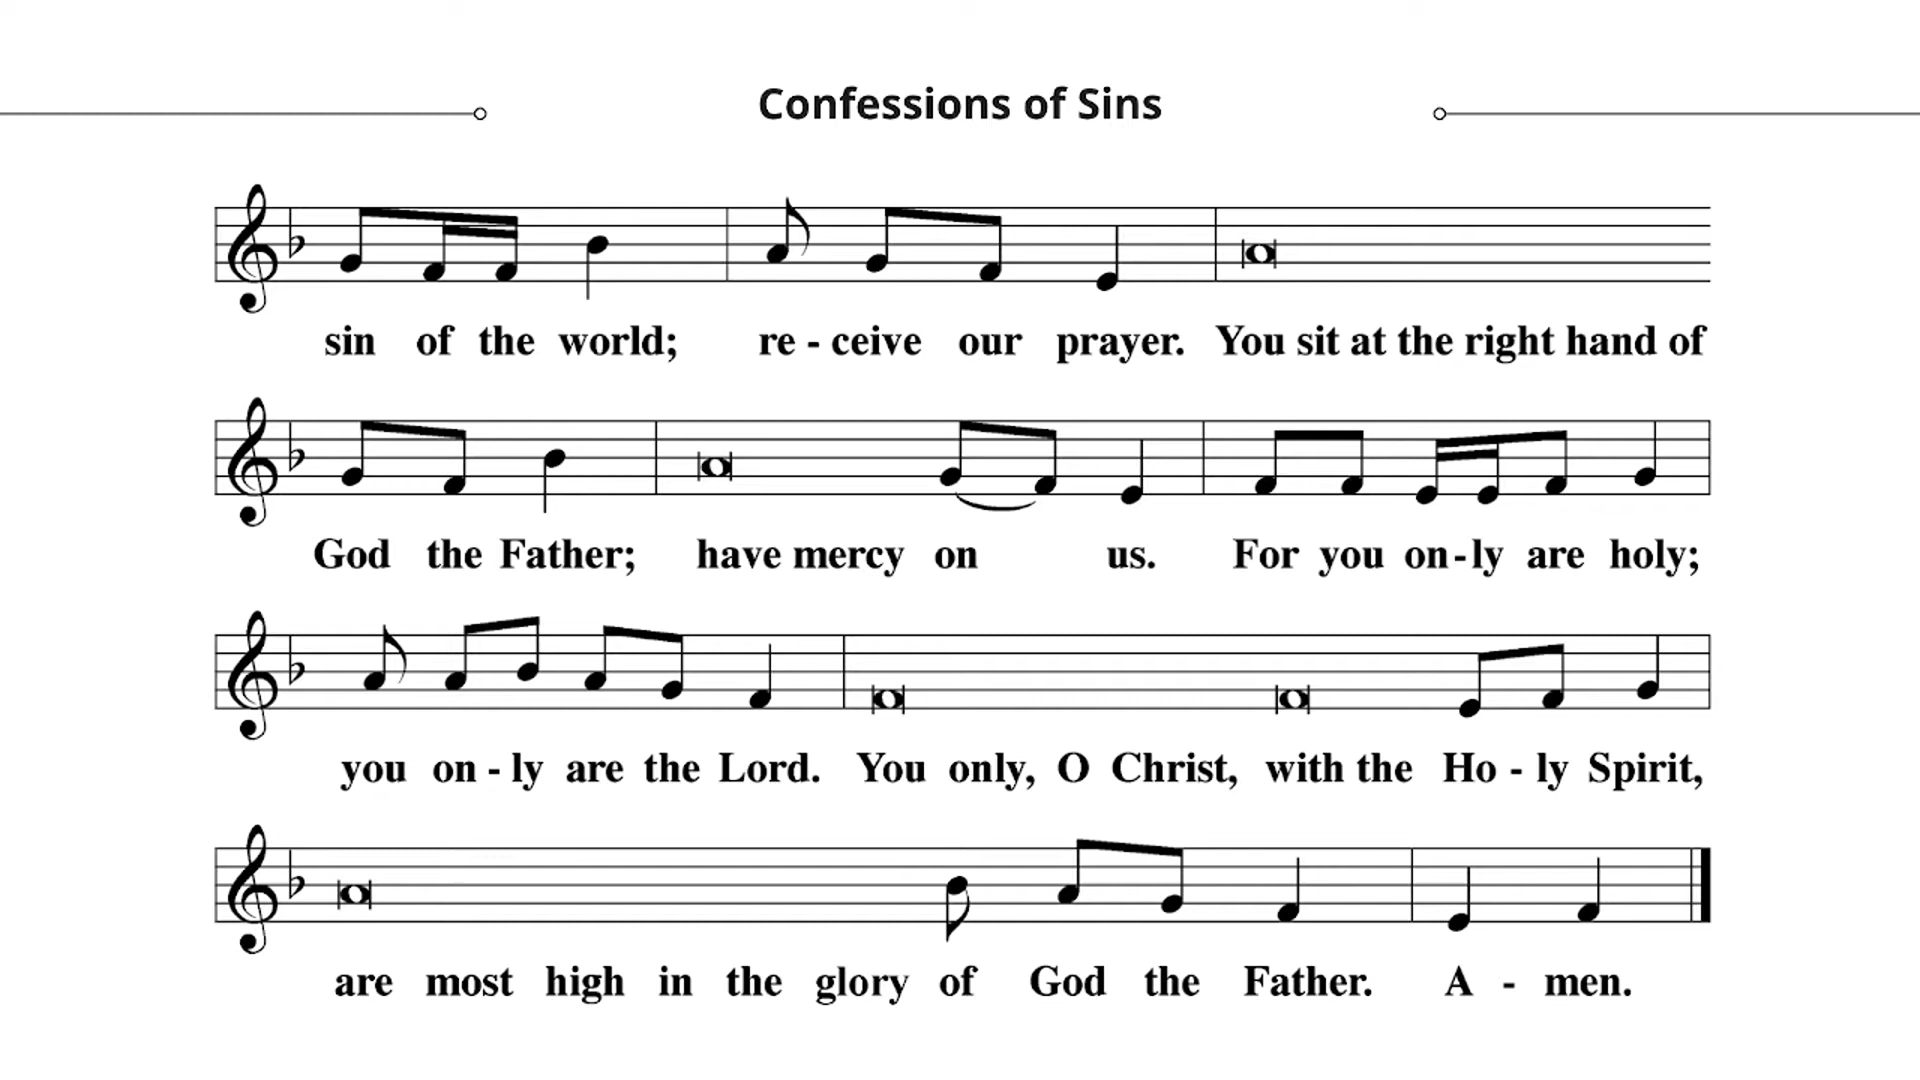 Confessions of Sins
sin of the world; re - ceive our prayer. You sit at the right hand of
God the Father; have mercy on us. For you on - ly are holy;
you on - ly are the Lord. You only, O Christ, with the Ho - ly Spirit,
are most high in the glory of God the Father. A - men.